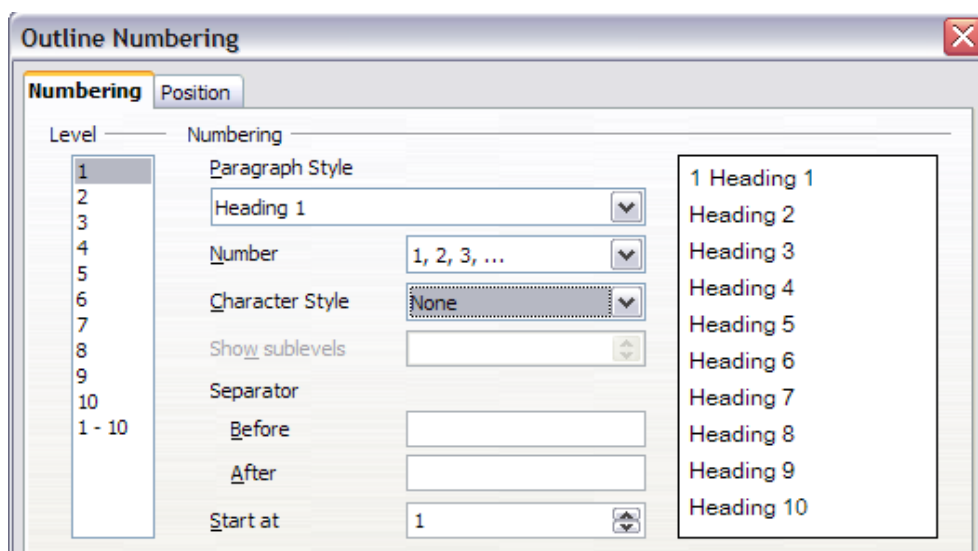 Outline Numbering
Numbering Position
Level Numbering
1
2
3
4
5
6
7
8
9
10
1 - 10
Paragraph Style
Heading 1
Number 1, 2, 3, ...
Character Style None
Show sublevels
Separator
Before
After
Start at 1
1 Heading 1
Heading 2
Heading 3
Heading 4
Heading 5
Heading 6
Heading 7
Heading 8
Heading 9
Heading 10